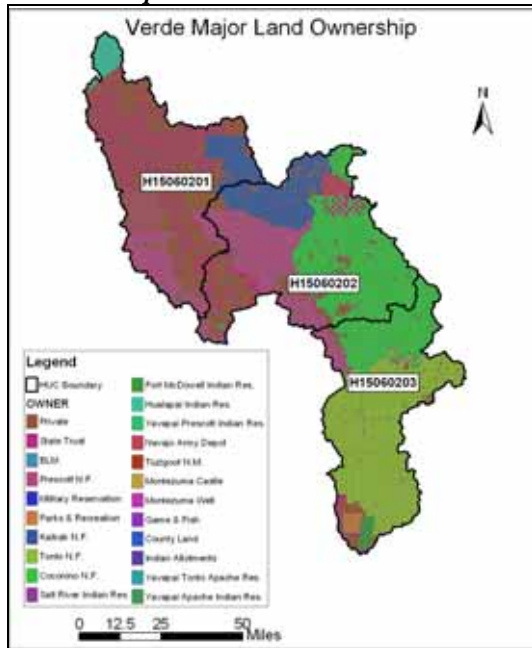 Verde Major Land Ownership
N
H15060201
H15060202
H15060203
Legend
HUC Boundary
OWNER
Private
State Trust
BLM
Prescott N.F.
Military Reservation
Parks & Recreation
Kaibab N.F.
Tonto N.F.
Coconino N.F.
Salt River Indian Res.
Fort McDowell Indian Res.
Hualapai Indian Res.
Yavapai Prescott Indian Res.
Navajo Army Depot
Tuzigoot N.M.
Montezuma Castle
Montezuma Well
Game & Fish
County Land
Indian Allotments
Yavapai Tonto Apache Res.
Yavapai Apache Indian Res.
0 12.5 25 50
Miles